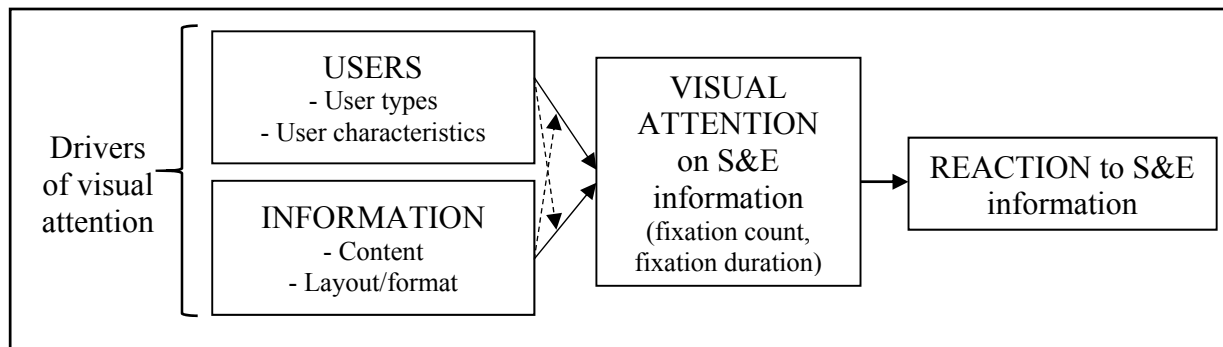 Drivers
of visual
attention
USERS
- User types
- User characteristics
INFORMATION
- Content
- Layout/format
VISUAL
ATTENTION
on S&E
information
(fixation count,
fixation duration)
REACTION to S&E
information